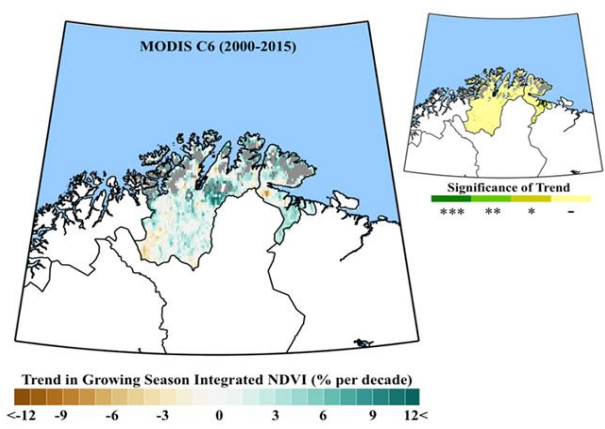 MODIS C6 (2000-2015)
Significance of Trend
*** ** * -
Trend in Growing Season Integrated NDVI (% per decade)
<-12 -9 -6 -3 0 3 6 9 12<